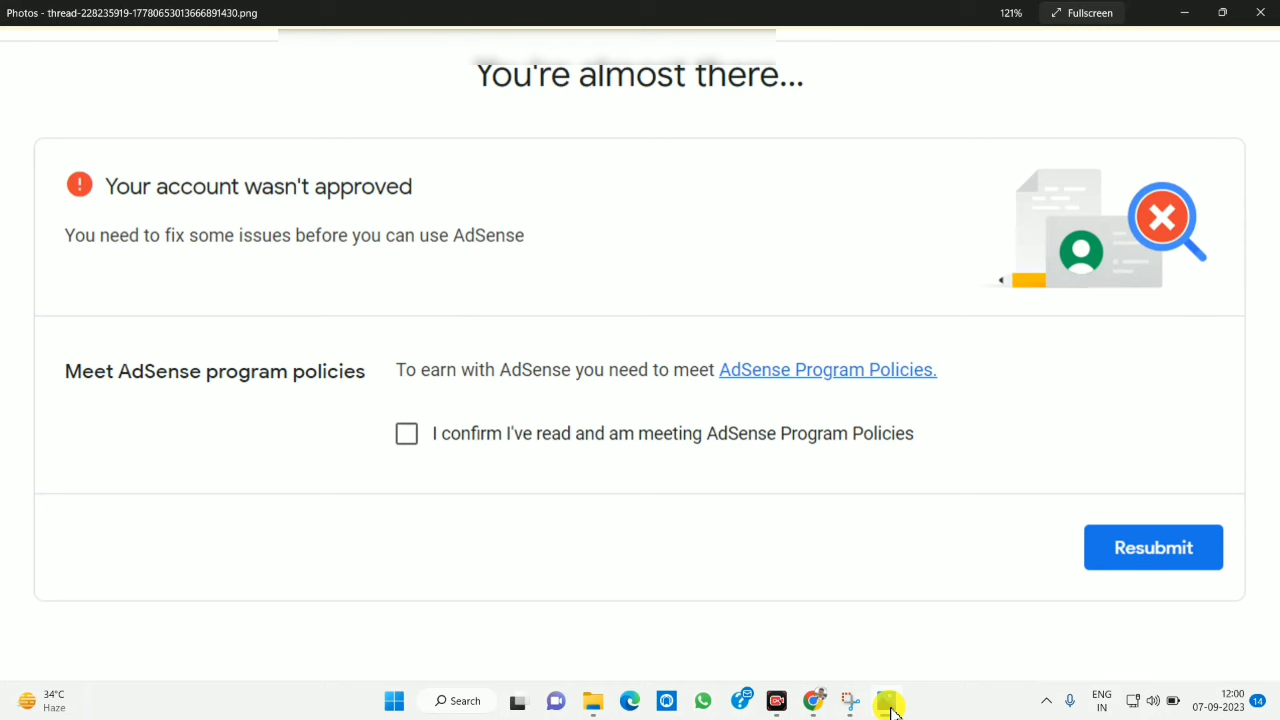 Photos - thread-228235919-17780653013666891430.png
121%
Fullscreen
You're almost there...
Your account wasn't approved
You need to fix some issues before you can use AdSense
Meet AdSense program policies
To earn with AdSense you need to meet AdSense Program Policies.
I confirm I've read and am meeting AdSense Program Policies
Resubmit
34°C
Haze
Search
ENG
IN
12:00
07-09-2023
14